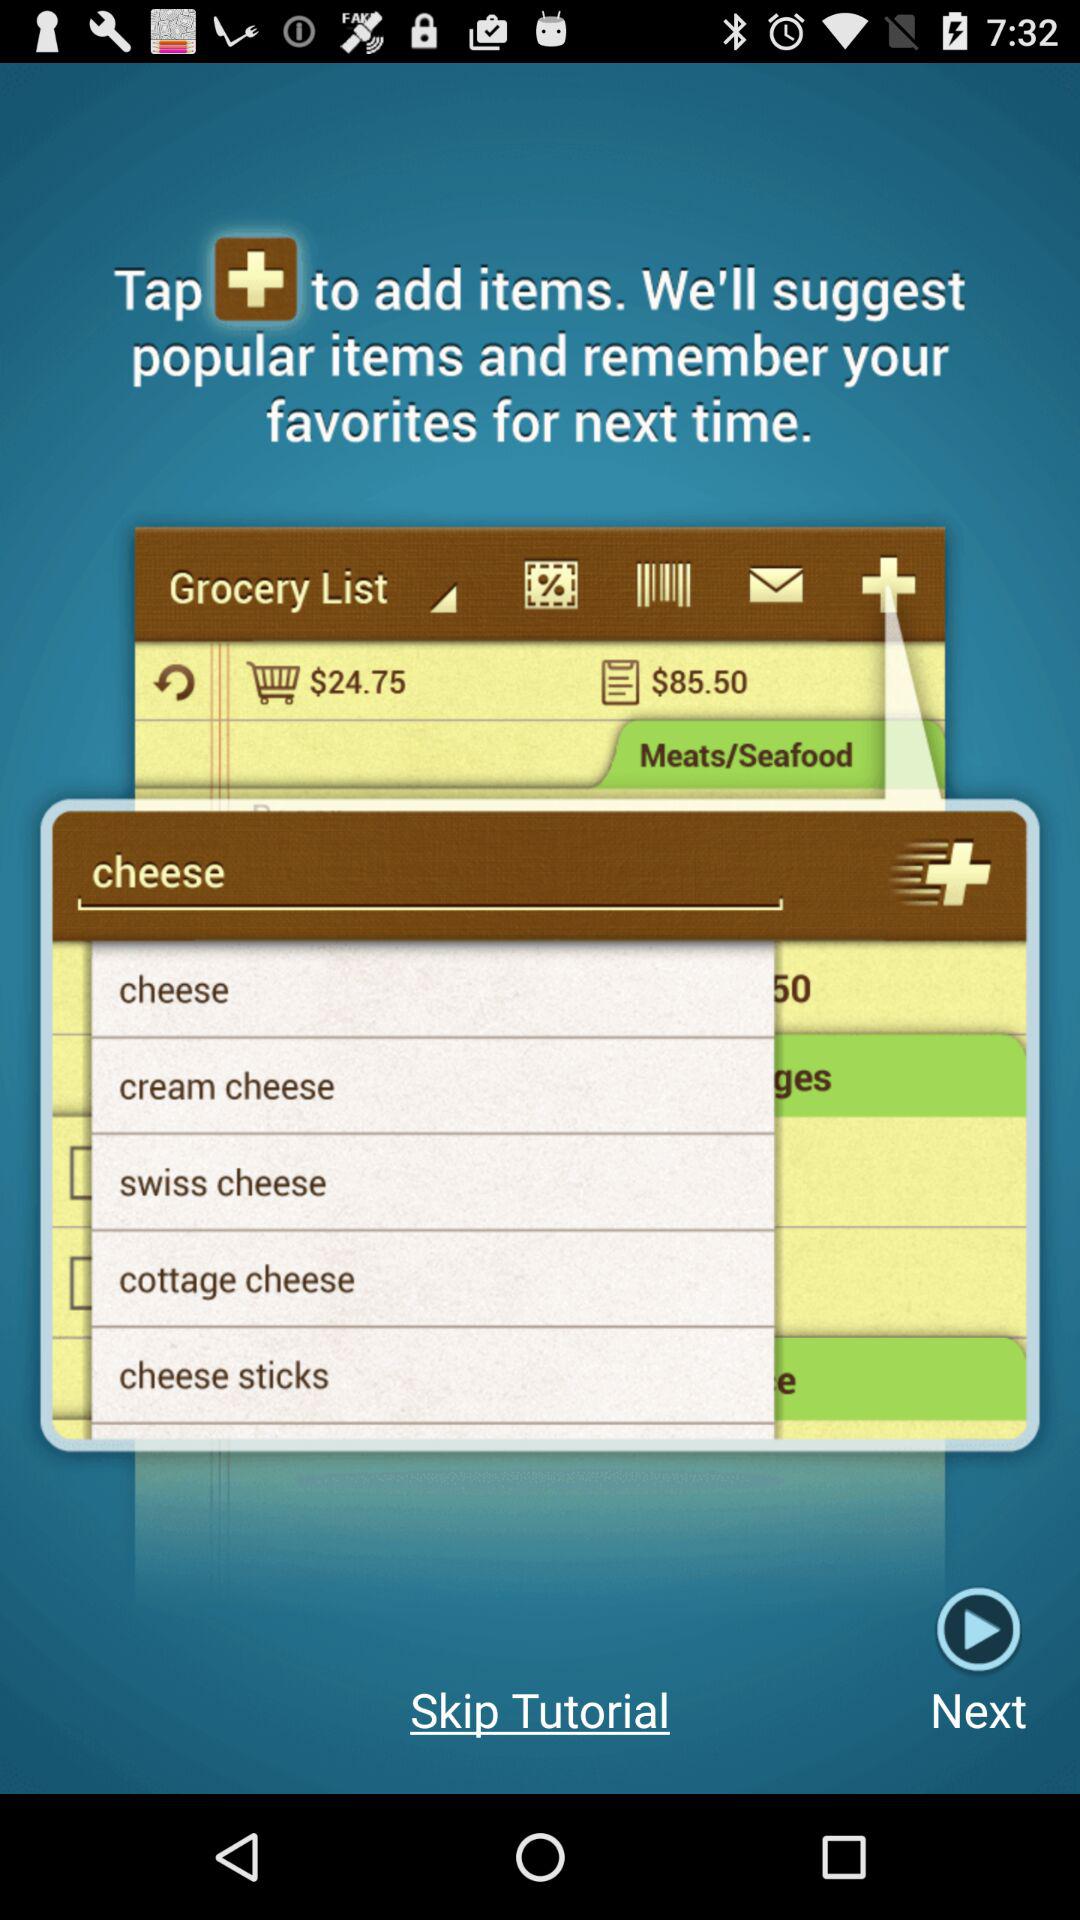 FAKE
7:32
Tap to add items. We'll suggest
popular items and remember your
favorites for next time.
Grocery List
$24.75 $85.50
Meats/Seafood
cheese
cheese
50
cream cheese
ges
swiss cheese
cottage cheese
cheese sticks
e
Skip Tutorial
Next